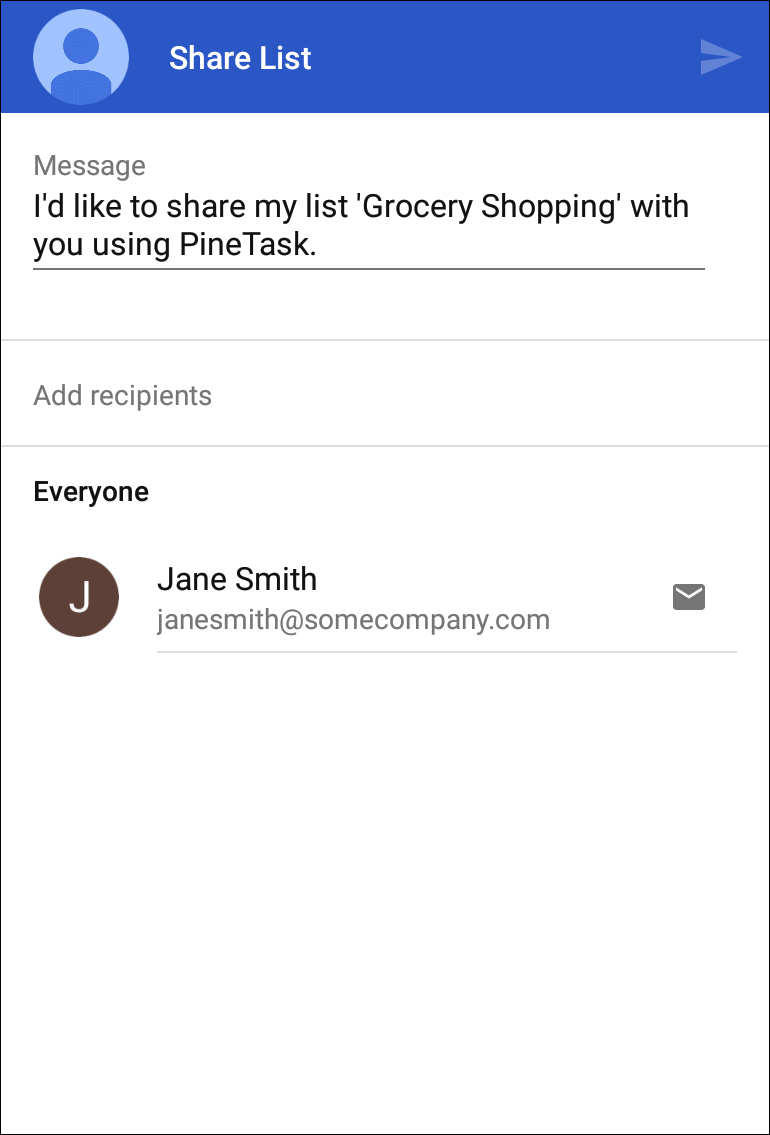 Share List
Message
I'd like to share my list 'Grocery Shopping' with
you using PineTask.
Add recipients
Everyone
J
Jane Smith
janesmith@somecompany.com